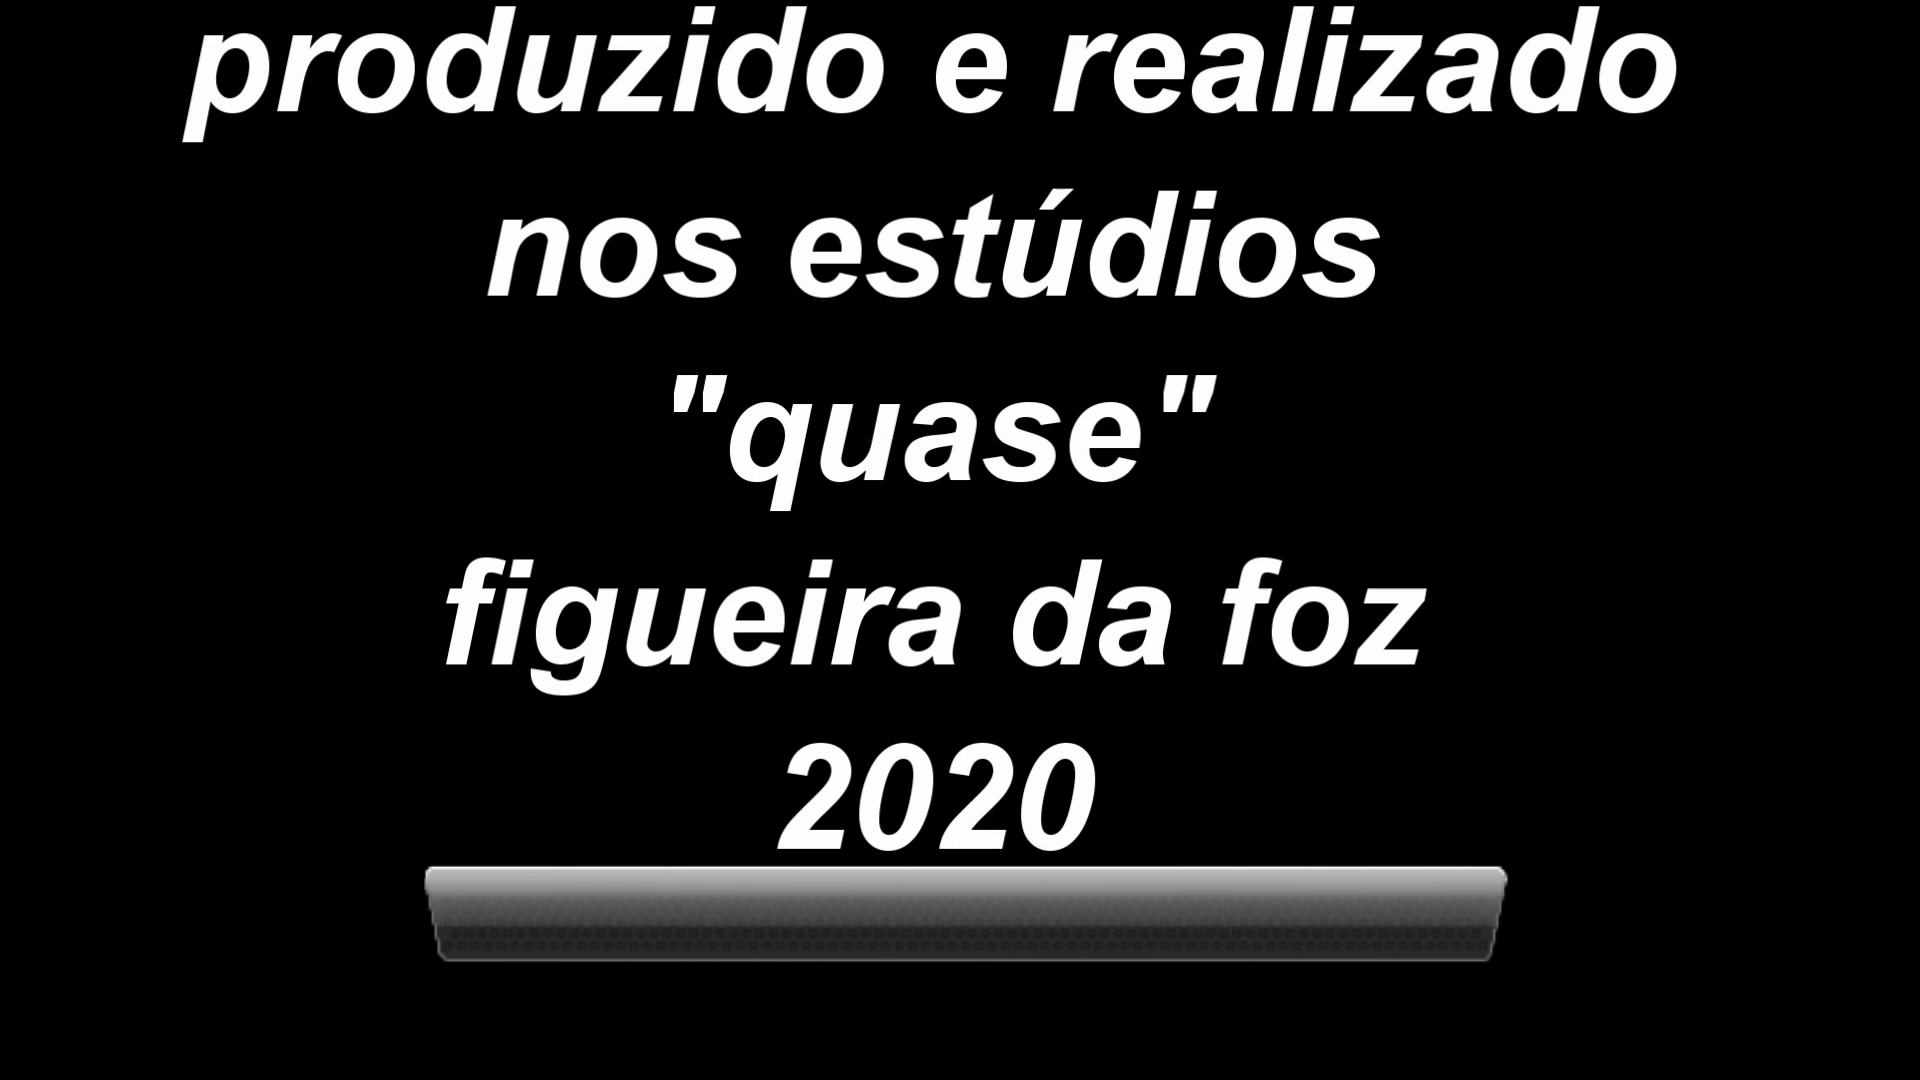 produzido e realizado
nos estúdios
"quase"
figueira da foz
2020